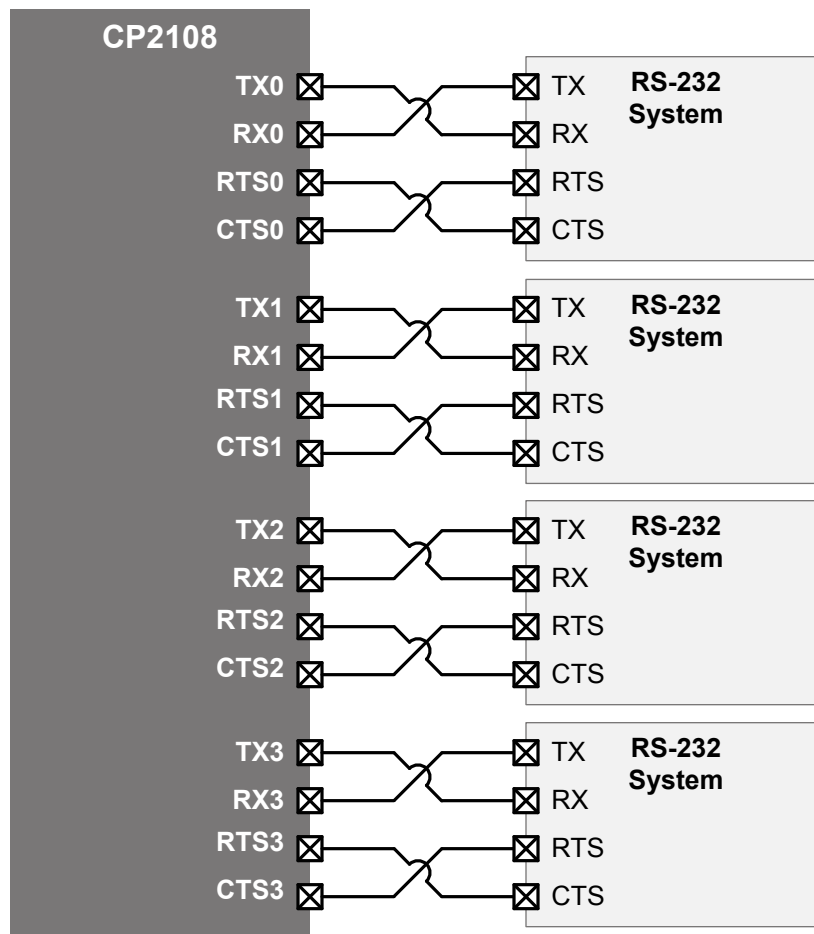 CP2108
TX0 TX RS-232
System
RX0 RX
RTS0 RTS
CTS0 CTS
TX1 TX RS-232
System
RX1 RX
RTS1 RTS
CTS1 CTS
TX2 TX RS-232
System
RX2 RX
RTS2 RTS
CTS2 CTS
TX3 TX RS-232
System
RX3 RX
RTS3 RTS
CTS3 CTS